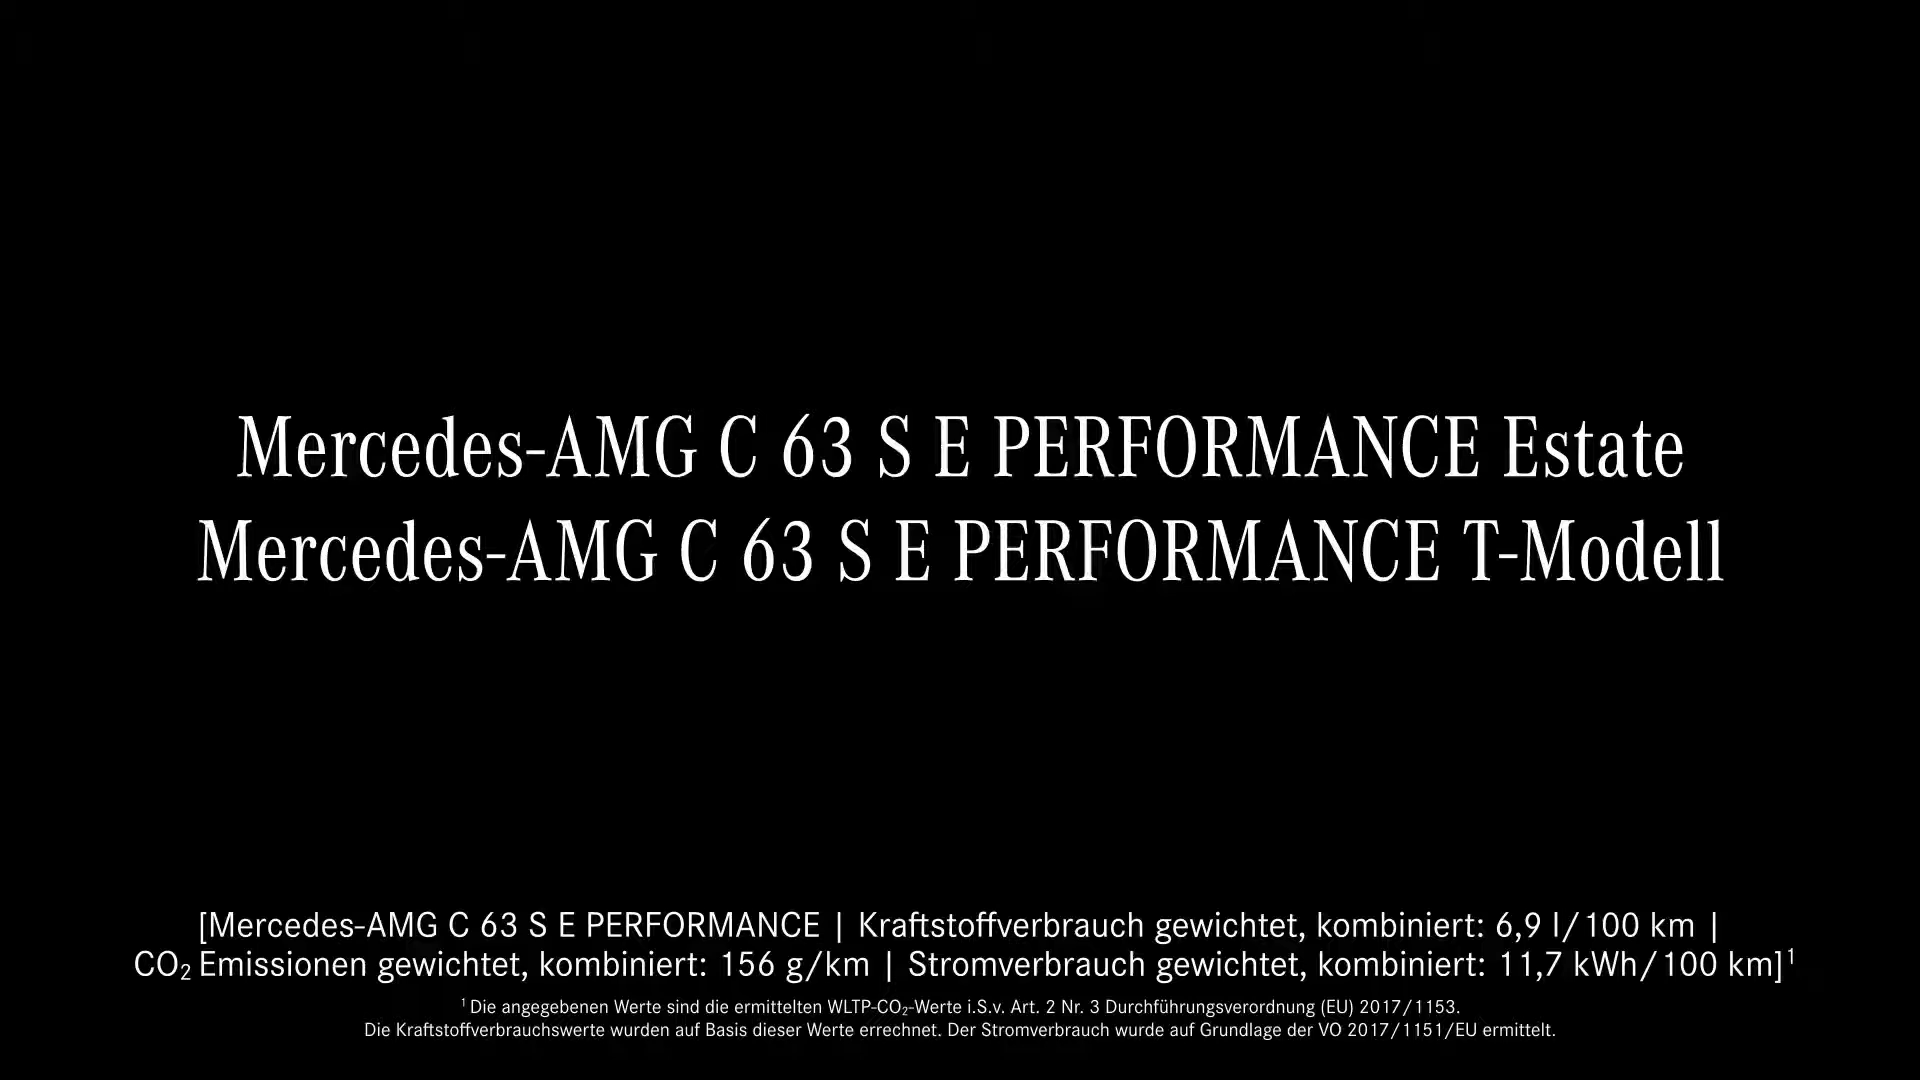 Mercedes-AMG C 63 S E PERFORMANCE Estate
Mercedes-AMG C 63 S E PERFORMANCE T-Modell
[Mercedes-AMG C 63 S E PERFORMANCE | Kraftstoffverbrauch gewichtet, kombiniert: 6,9 l/100 km |
CO₂ Emissionen gewichtet, kombiniert: 156 g/km | Stromverbrauch gewichtet, kombiniert: 11,7 kWh/100 km]¹
¹ Die angegebenen Werte sind die ermittelten WLTP-CO₂-Werte i.S.v. Art. 2 Nr. 3 Durchführungsverordnung (EU) 2017/1153.
Die Kraftstoffverbrauchswerte wurden auf Basis dieser Werte errechnet. Der Stromverbrauch wurde auf Grundlage der VO 2017/1151/EU ermittelt.